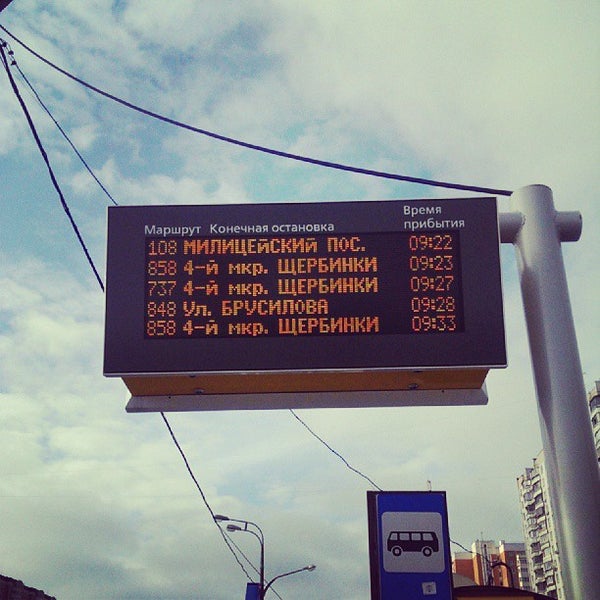 Маршрут Конечная остановка Время прибытия
108 МИЛИЦЕЙСКИЙ ПОС. 09:22
858 4-й мкр. ЩЕРБИНКИ 09:23
737 4-й мкр. ЩЕРБИНКИ 09:27
848 Ул. БРУСИЛОВА 09:28
858 4-й мкр. ЩЕРБИНКИ 09:33